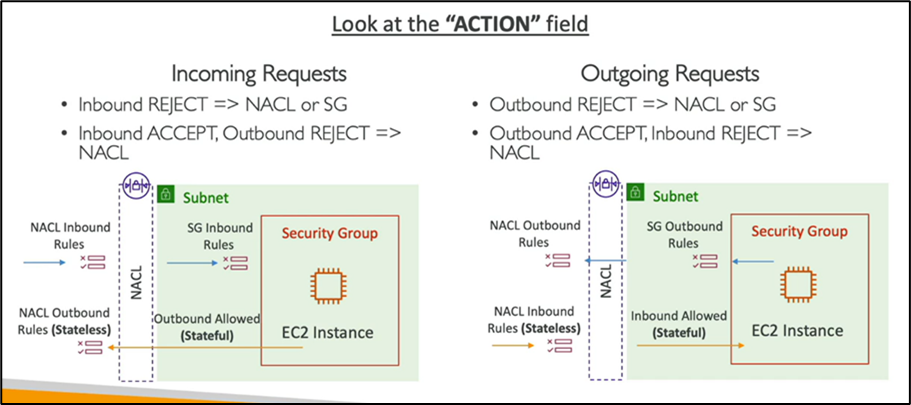 Look at the “ACTION” field
Incoming Requests
• Inbound REJECT => NACL or SG
• Inbound ACCEPT, Outbound REJECT =>
NACL
Subnet
NACL Inbound
Rules
SG Inbound
Rules
Security Group
NACL
NACL Outbound
Rules (Stateless)
Outbound Allowed
(Stateful)
EC2 Instance
Outgoing Requests
• Outbound REJECT => NACL or SG
• Outbound ACCEPT, Inbound REJECT =>
NACL
Subnet
NACL Outbound
Rules
SG Outbound
Rules
Security Group
NACL
NACL Inbound
Rules (Stateless)
Inbound Allowed
(Stateful)
EC2 Instance